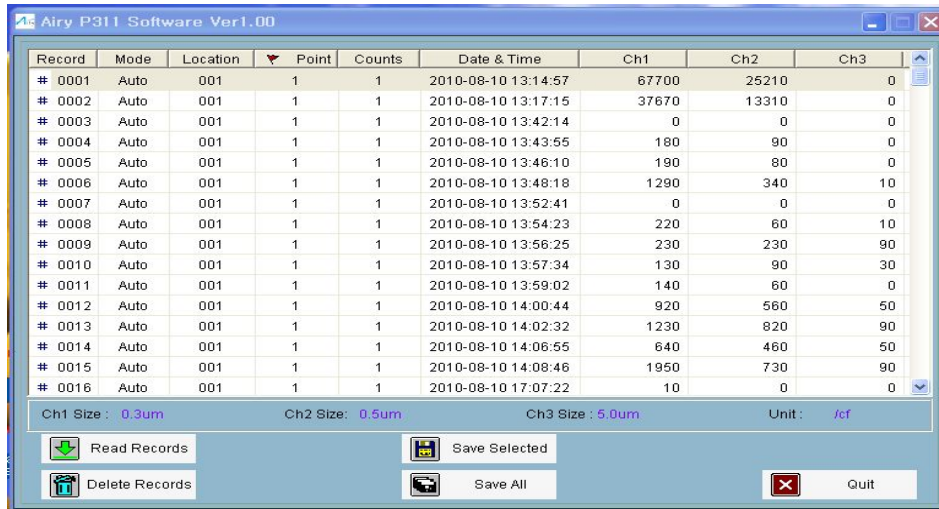 Airy P311 Software Ver1.00
Record Mode Location Point Counts Date & Time Ch1 Ch2 Ch3
# 0001 Auto 001 1 1 2010-08-10 13:14:57 67700 25210 0
# 0002 Auto 001 1 1 2010-08-10 13:17:15 37670 13310 0
# 0003 Auto 001 1 1 2010-08-10 13:42:14 0 0 0
# 0004 Auto 001 1 1 2010-08-10 13:43:55 180 90 0
# 0005 Auto 001 1 1 2010-08-10 13:46:10 190 80 0
# 0006 Auto 001 1 1 2010-08-10 13:48:18 1290 340 10
# 0007 Auto 001 1 1 2010-08-10 13:52:41 0 0 0
# 0008 Auto 001 1 1 2010-08-10 13:54:23 220 60 10
# 0009 Auto 001 1 1 2010-08-10 13:56:25 230 230 90
# 0010 Auto 001 1 1 2010-08-10 13:57:34 130 90 30
# 0011 Auto 001 1 1 2010-08-10 13:59:02 140 60 0
# 0012 Auto 001 1 1 2010-08-10 14:00:44 920 560 50
# 0013 Auto 001 1 1 2010-08-10 14:02:32 1230 820 90
# 0014 Auto 001 1 1 2010-08-10 14:06:55 640 460 50
# 0015 Auto 001 1 1 2010-08-10 14:08:46 1950 730 90
# 0016 Auto 001 1 1 2010-08-10 17:07:22 10 0 0
Ch1 Size : 0.3um Ch2 Size: 0.5um Ch3 Size : 5.0um Unit : /cf
Read Records Save Selected
Delete Records Save All Quit